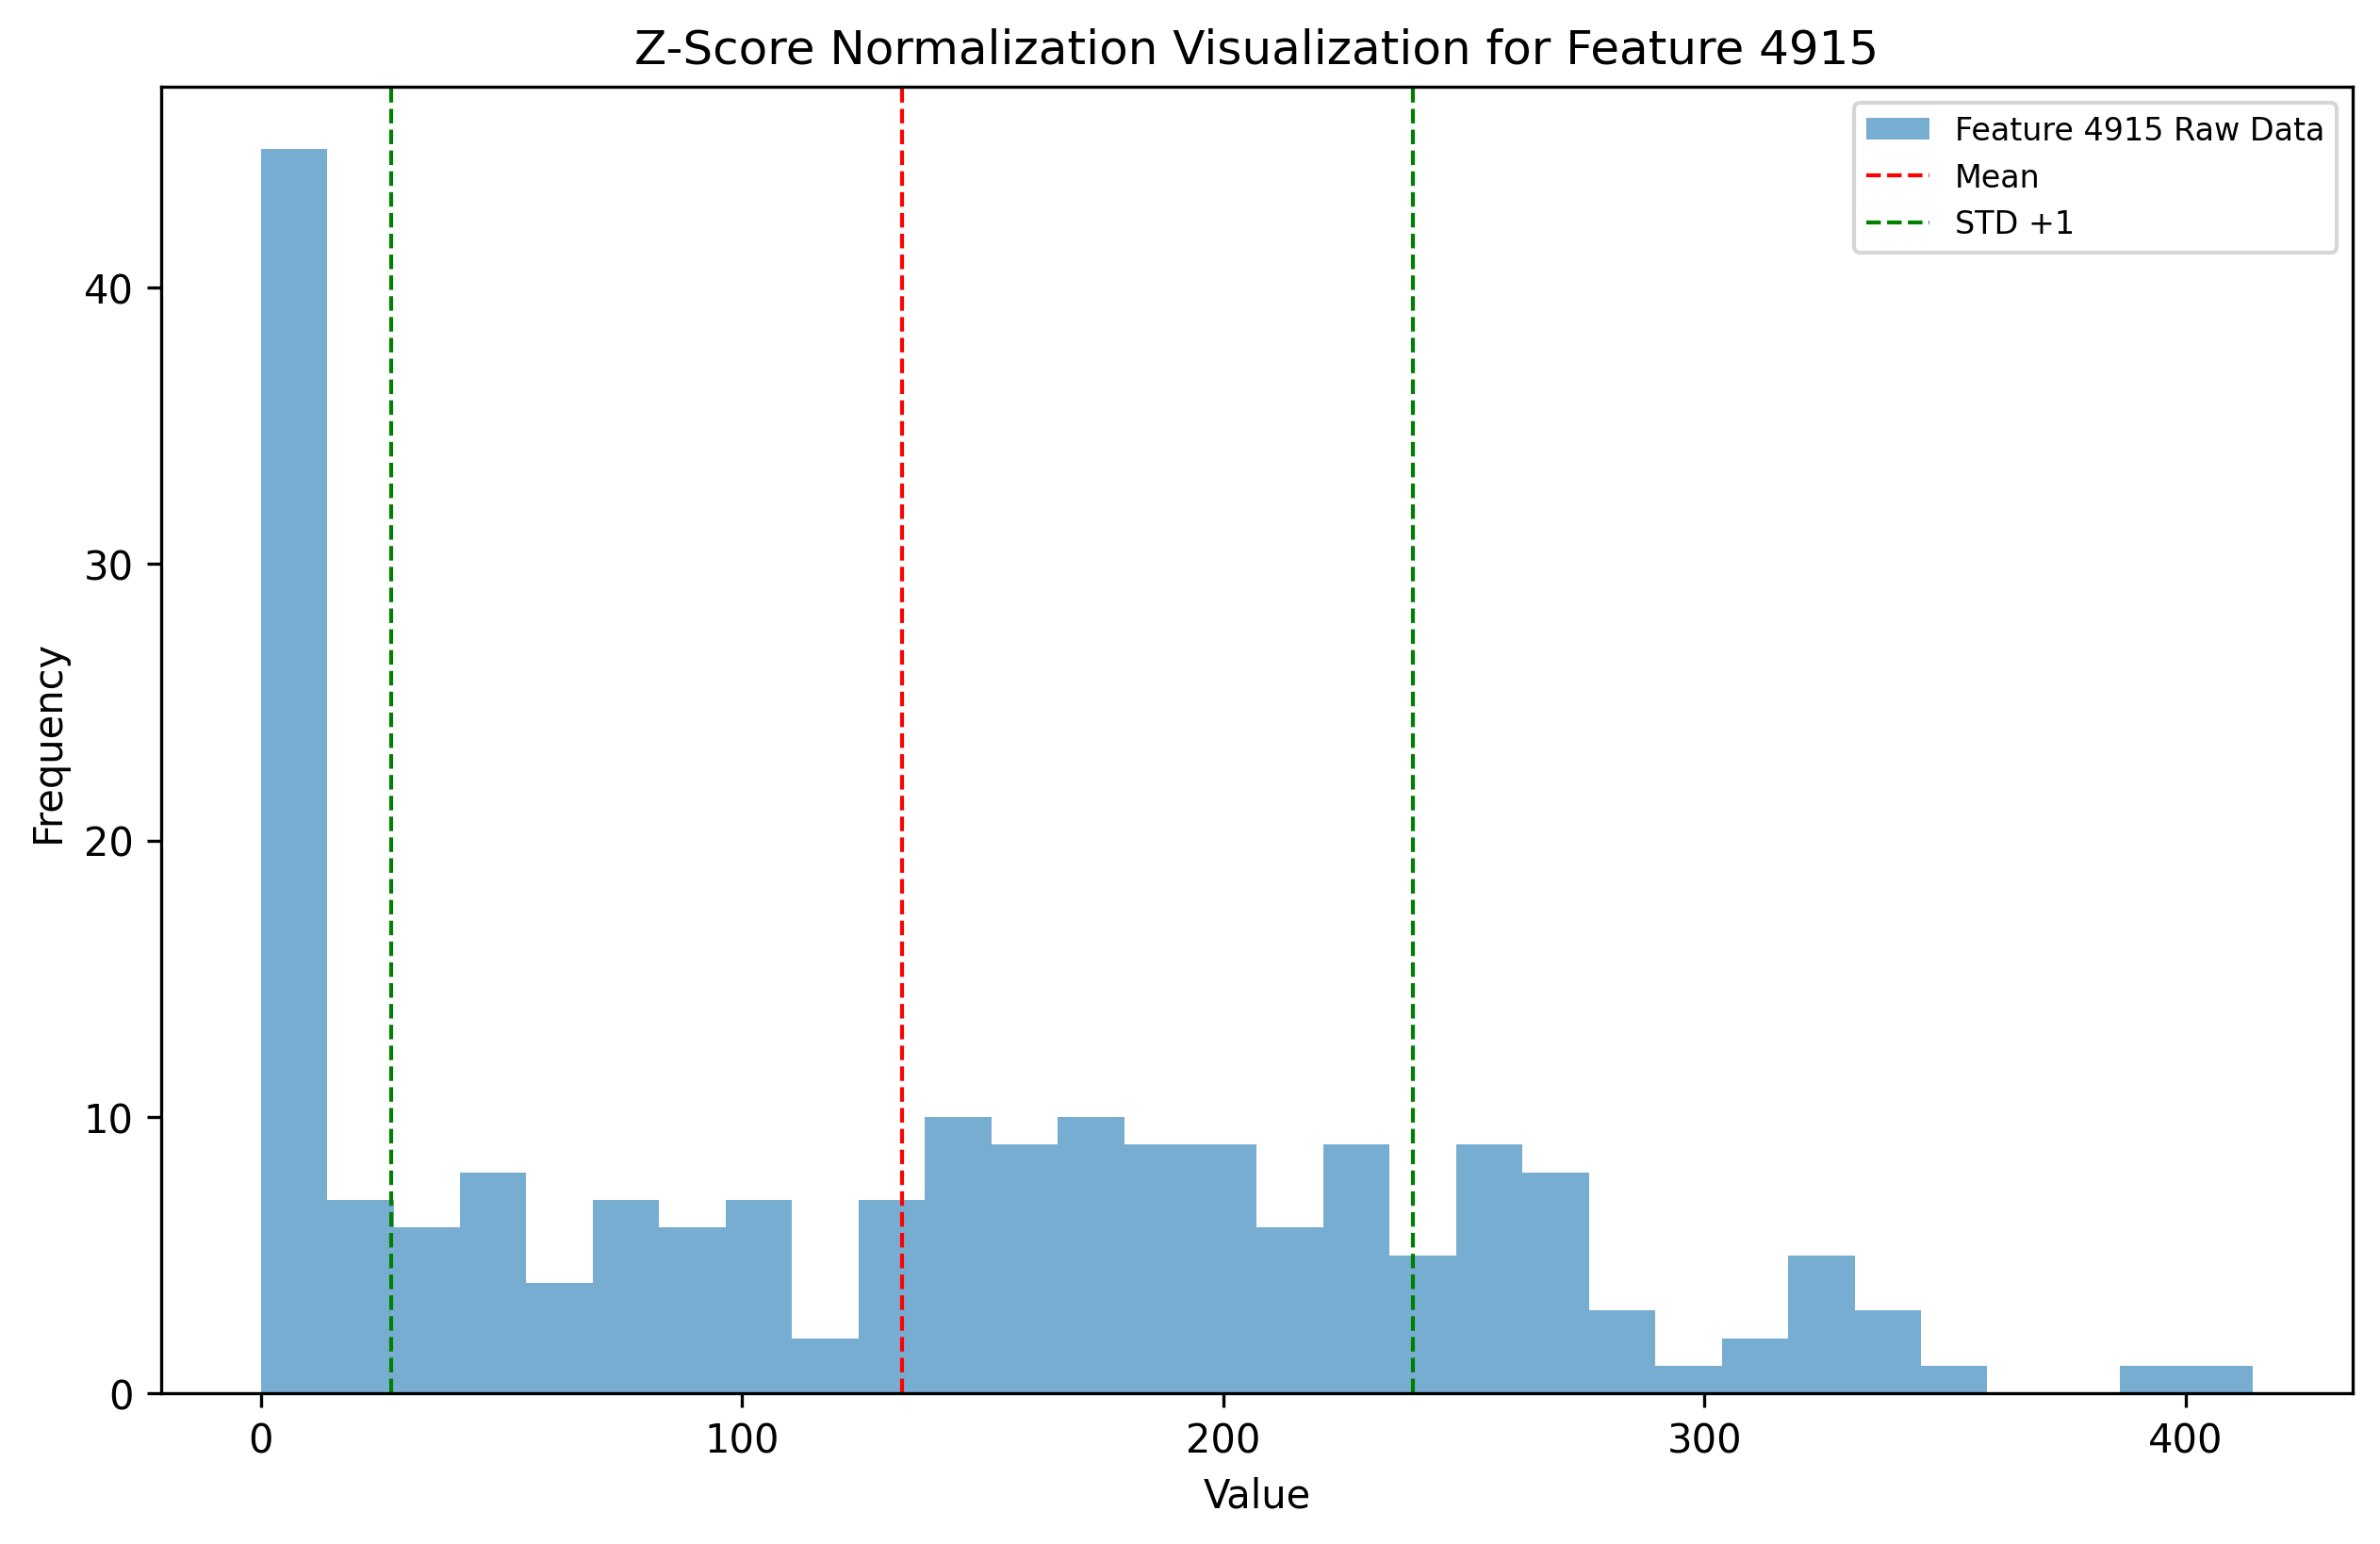 Z-Score Normalization Visualization for Feature 4915
Feature 4915 Raw Data
Mean
STD +1
40
30
20
10
0
Frequency
0 100 200 300 400
Value